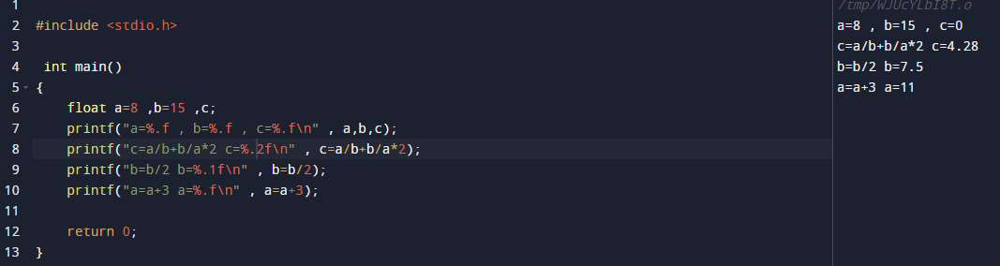 1
/tmp/WJUcYLbI8T.o
2 #include <stdio.h>
a=8 , b=15 , c=0
3
c=a/b+b/a*2 c=4.28
4 int main()
b=b/2 b=7.5
5 {
a=a+3 a=11
6 float a=8 ,b=15 ,c;
7 printf("a=%.f , b=%.f , c=%.f\n" , a,b,c);
8 printf("c=a/b+b/a*2 c=%.2f\n" , c=a/b+b/a*2);
9 printf("b=b/2 b=%.1f\n" , b=b/2);
10 printf("a=a+3 a=%.f\n" , a=a+3);
11
12 return 0;
13 }